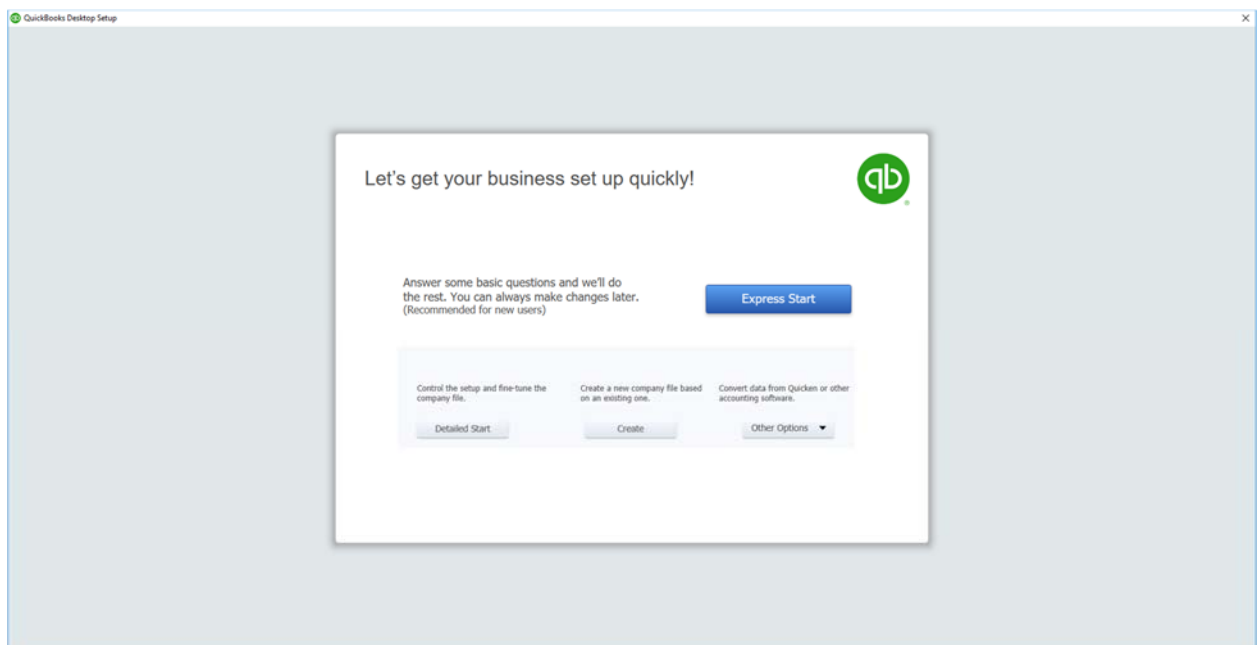 QuickBooks Desktop Setup
Let's get your business set up quickly!
qb
Answer some basic questions and we'll do
the rest. You can always make changes later.
(Recommended for new users)
Express Start
Control the setup and fine-tune the
company file.
Detailed Start
Create a new company file based
on an existing one.
Create
Convert data from Quicken or other
accounting software.
Other Options